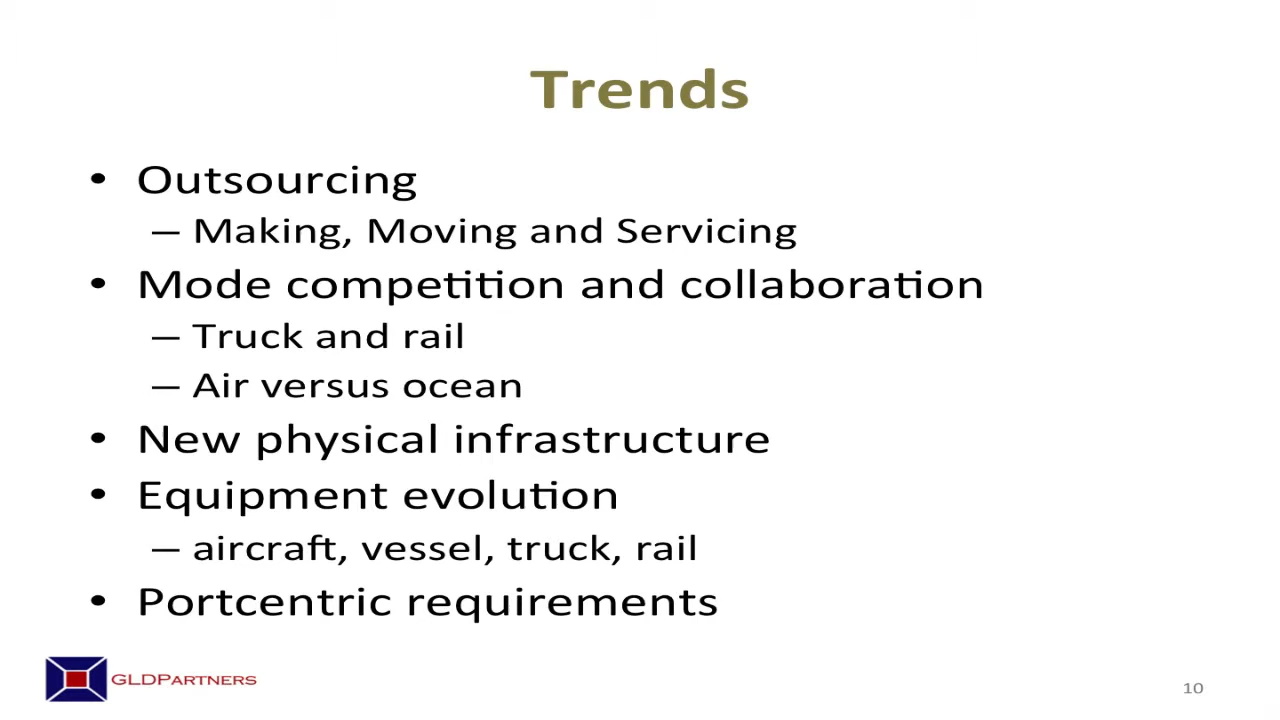 Trends
• Outsourcing
– Making, Moving and Servicing
• Mode competition and collaboration
– Truck and rail
– Air versus ocean
• New physical infrastructure
• Equipment evolution
– aircraft, vessel, truck, rail
• Portcentric requirements
GLDPARTNERS
10